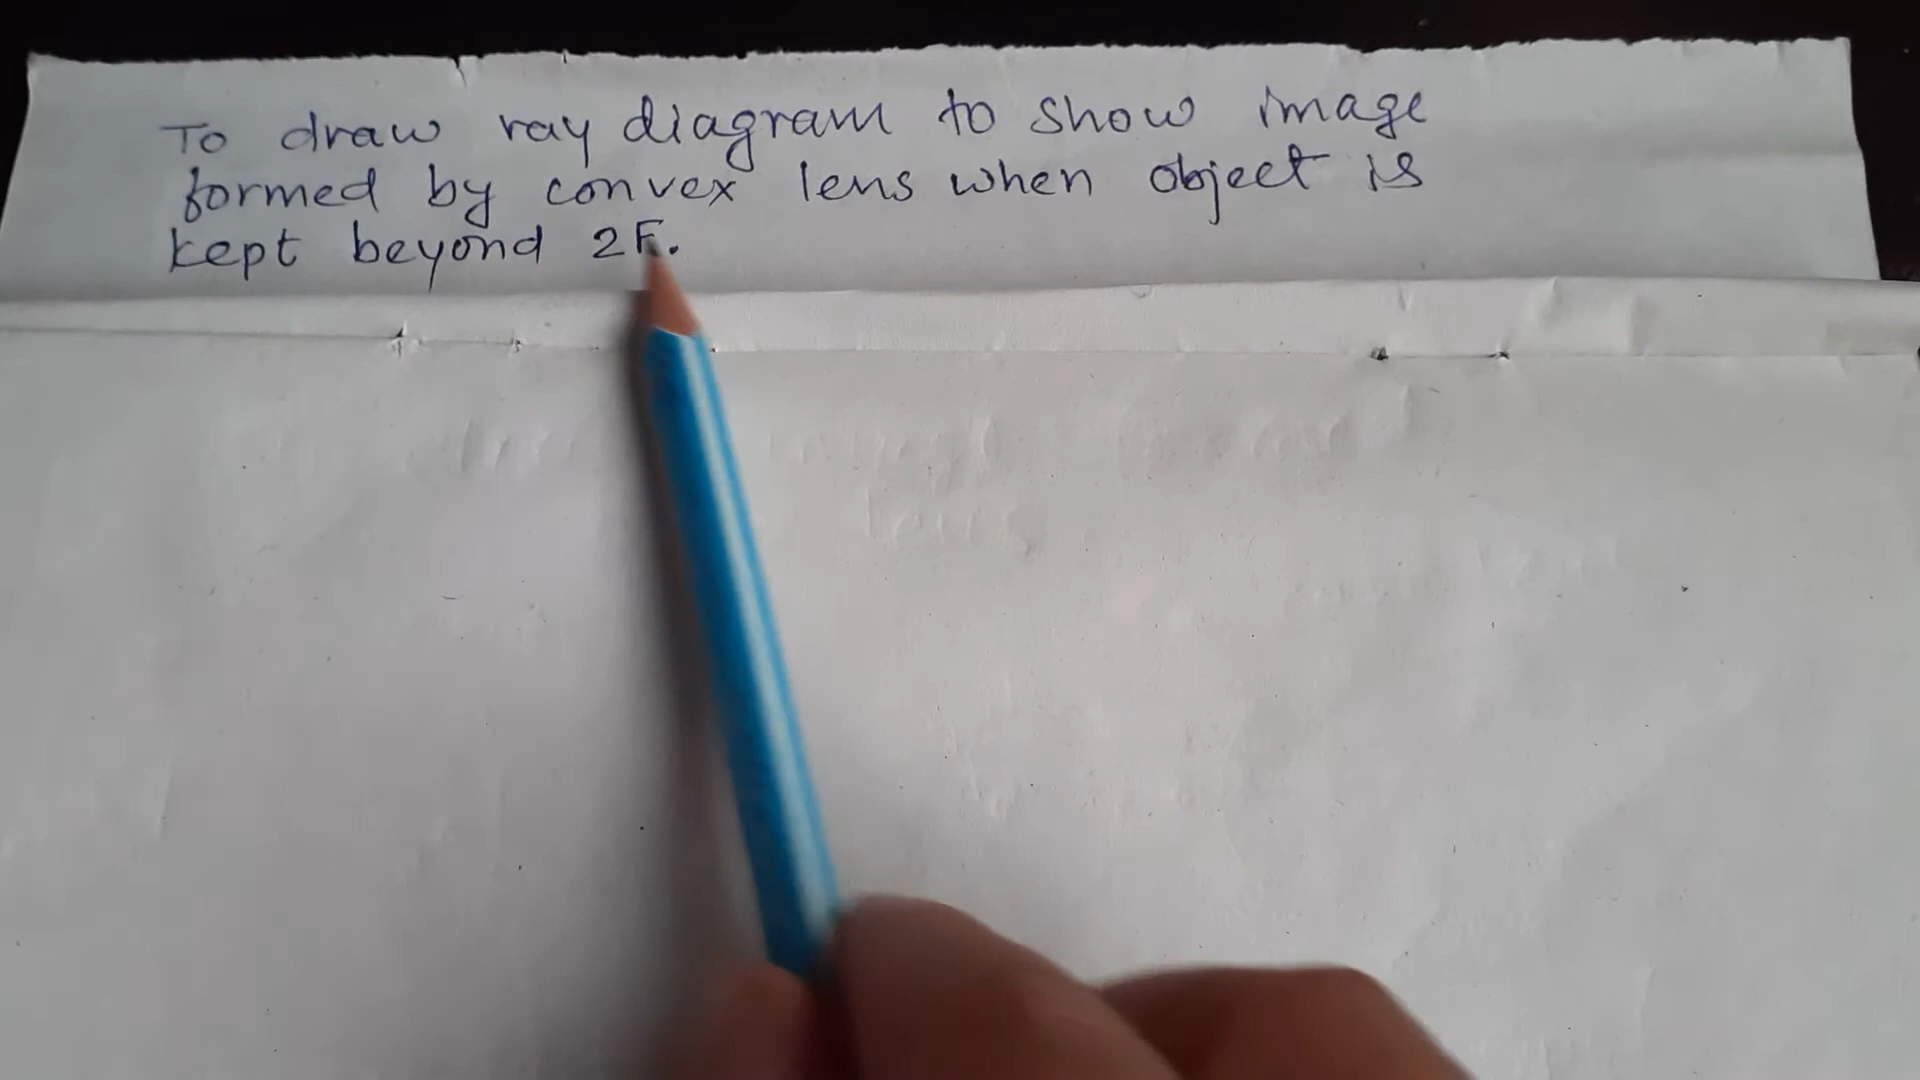 To draw ray diagram to show image
formed by convex lens when object is
kept beyond 2F.